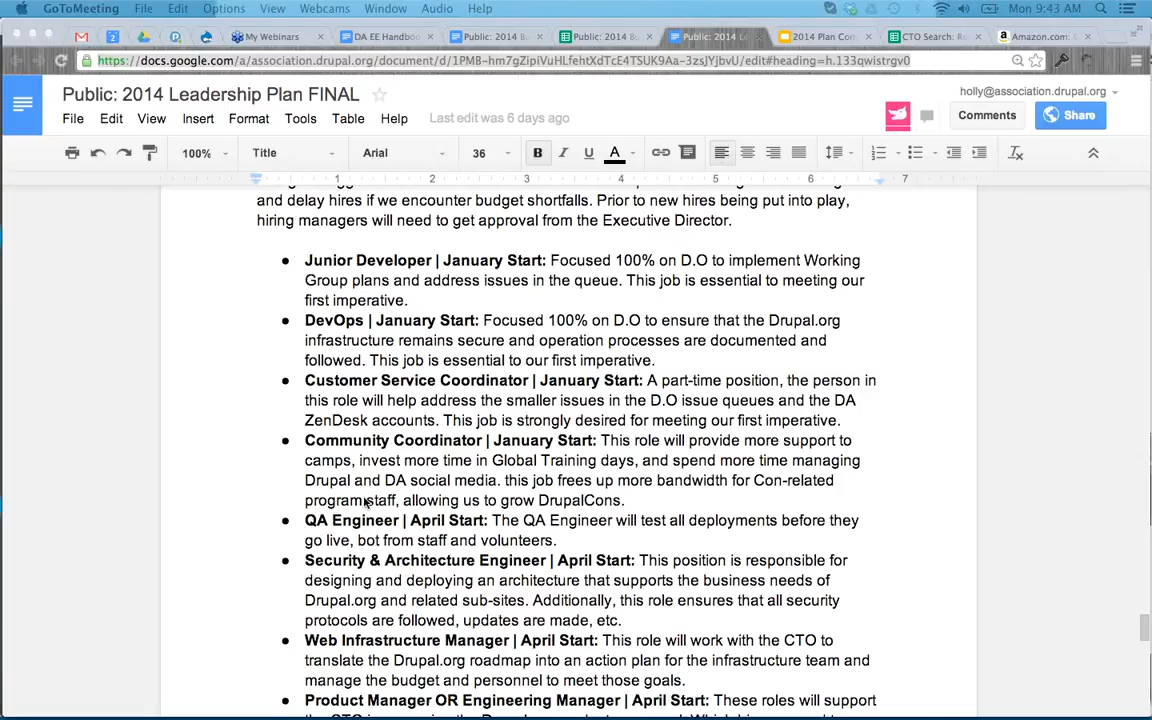 GoToMeeting File Edit Options View Webcams Window Audio Help Mon 9:43 AM
My Webinars DA EE Handbo Public: 2014 B Public: 2014 B Public: 2014 L 2014 Plan Con CTO Search: R Amazon.com:
https://docs.google.com/a/association.drupal.org/document/d/1PMB-hm7gZipiVuHLfehtXdTcE4TSUK9Aa-3zsJYjbvU/edit#heading=h.133qwistrgv0
Public: 2014 Leadership Plan FINAL
holly@association.drupal.org
File Edit View Insert Format Tools Table Help Last edit was 6 days ago
Comments Share
100% Title Arial 36 B I U A
1 2 3 4 5 6 7
and delay hires if we encounter budget shortfalls. Prior to new hires being put into play,
hiring managers will need to get approval from the Executive Director.
● Junior Developer | January Start: Focused 100% on D.O to implement Working
Group plans and address issues in the queue. This job is essential to meeting our
first imperative.
● DevOps | January Start: Focused 100% on D.O to ensure that the Drupal.org
infrastructure remains secure and operation processes are documented and
followed. This job is essential to our first imperative.
● Customer Service Coordinator | January Start: A part-time position, the person in
this role will help address the smaller issues in the D.O issue queues and the DA
ZenDesk accounts. This job is strongly desired for meeting our first imperative.
● Community Coordinator | January Start: This role will provide more support to
camps, invest more time in Global Training days, and spend more time managing
Drupal and DA social media. this job frees up more bandwidth for Con-related
program staff, allowing us to grow DrupalCons.
● QA Engineer | April Start: The QA Engineer will test all deployments before they
go live, bot from staff and volunteers.
● Security & Architecture Engineer | April Start: This position is responsible for
designing and deploying an architecture that supports the business needs of
Drupal.org and related sub-sites. Additionally, this role ensures that all security
protocols are followed, updates are made, etc.
● Web Infrastructure Manager | April Start: This role will work with the CTO to
translate the Drupal.org roadmap into an action plan for the infrastructure team and
manage the budget and personnel to meet those goals.
● Product Manager OR Engineering Manager | April Start: These roles will support